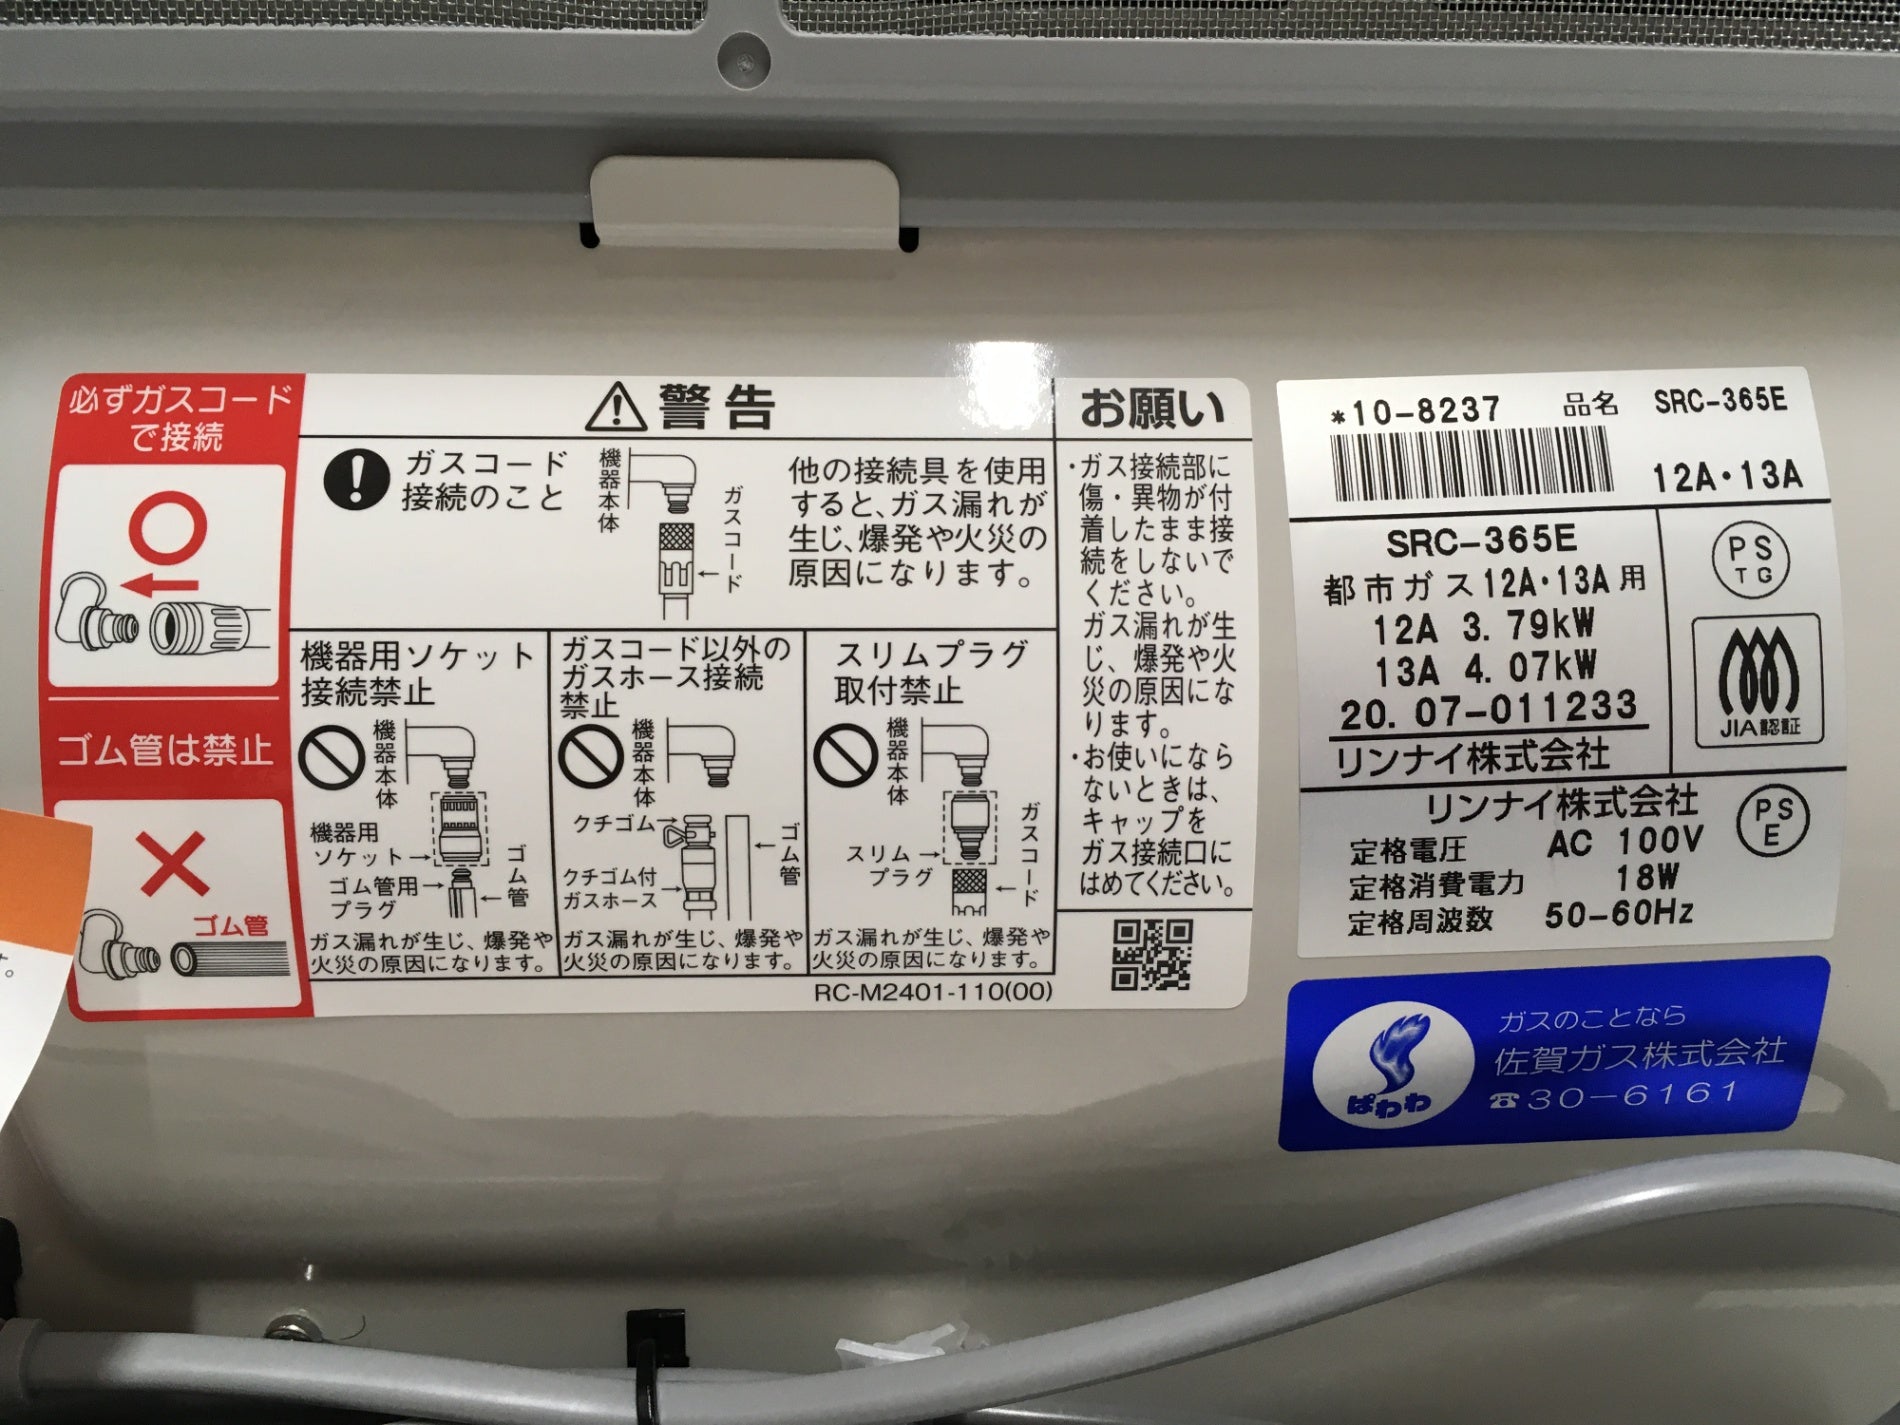 必ずガスコード
で接続
ゴム管は禁止
ゴム管
警告
ガスコード
接続のこと
機器本体
ガスコード
他の接続具を使用
すると、ガス漏れが
生じ、爆発や火災の
原因になります。
機器用ソケット
接続禁止
機器本体
機器用
ソケット
ゴム管用
プラグ
ゴム管
ガス漏れが生じ、爆発や
火災の原因になります。
ガスコード以外の
ガスホース接続
禁止
機器本体
クチゴム
ゴム管
クチゴム付
ガスホース
ガス漏れが生じ、爆発や
火災の原因になります。
スリムプラグ
取付禁止
機器本体
スリム
プラグ
ガスコード
ガス漏れが生じ、爆発や
火災の原因になります。
RC-M2401-110(00)
お願い
・ガス接続部に
傷・異物が付
着したまま接
続をしないで
ください。
ガス漏れが生
じ、爆発や火
災の原因にな
ります。
・お使いになら
ないときは、
キャップを
ガス接続口に
はめてください。
*10-8237 品名 SRC-365E
12A・13A
SRC-365E
都市ガス12A・13A用
12A 3.79kW
13A 4.07kW
20.07-011233
リンナイ株式会社
PS
TG
JIA認証
リンナイ株式会社
定格電圧 AC 100V
定格消費電力 18W
定格周波数 50-60Hz
PS
E
ぱわわ
ガスのことなら
佐賀ガス株式会社
☎30-6161
す。